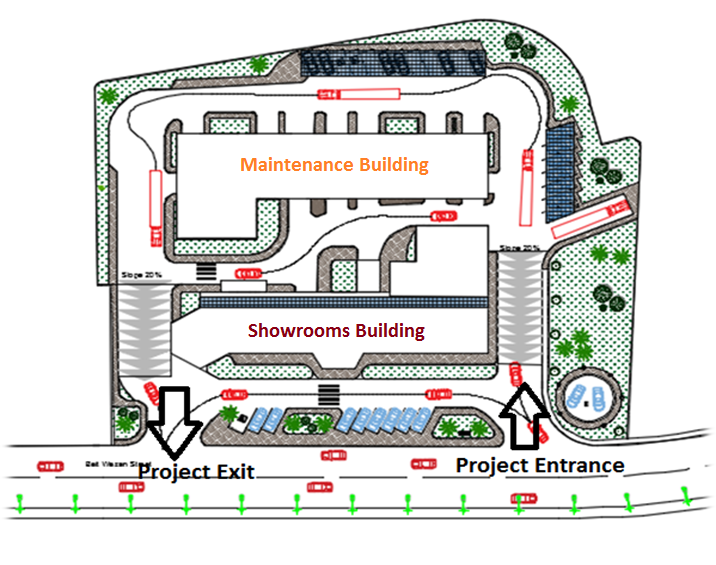 Maintenance Building
Slope 20%
Slope 20%
Showrooms Building
Project Exit
Project Entrance